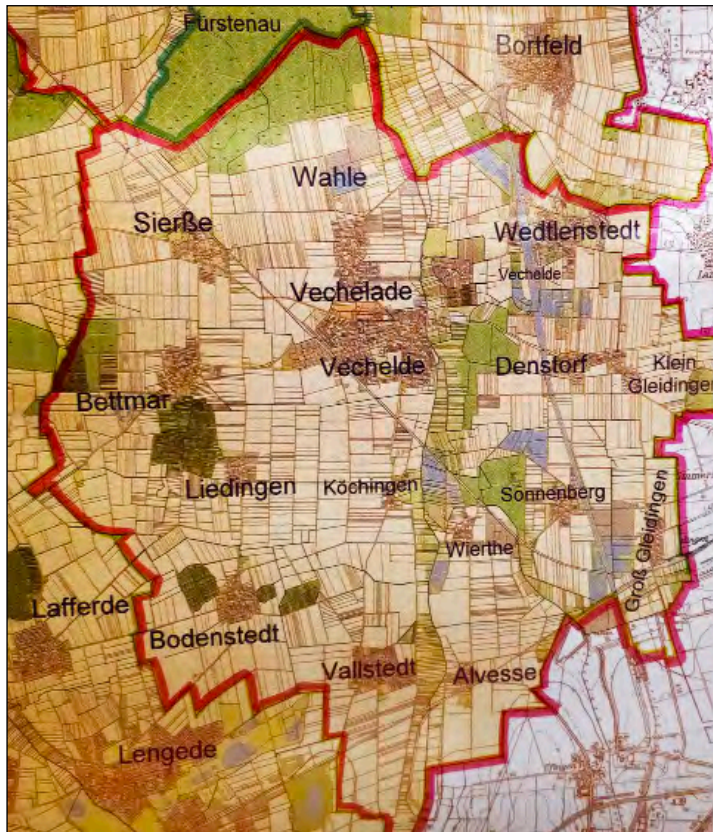 Fürstenau
Bortfeld
Wahle
Sierße
Wedtlenstedt
Vechelde
Vechelade
Vechelde
Denstorf
Klein
Gleidingen
Bettmar
Liedingen
Köchingen
Sonnenberg
Groß Gleidingen
Wierthe
Lafferde
Bodenstedt
Vallstedt
Alvesse
Lengede